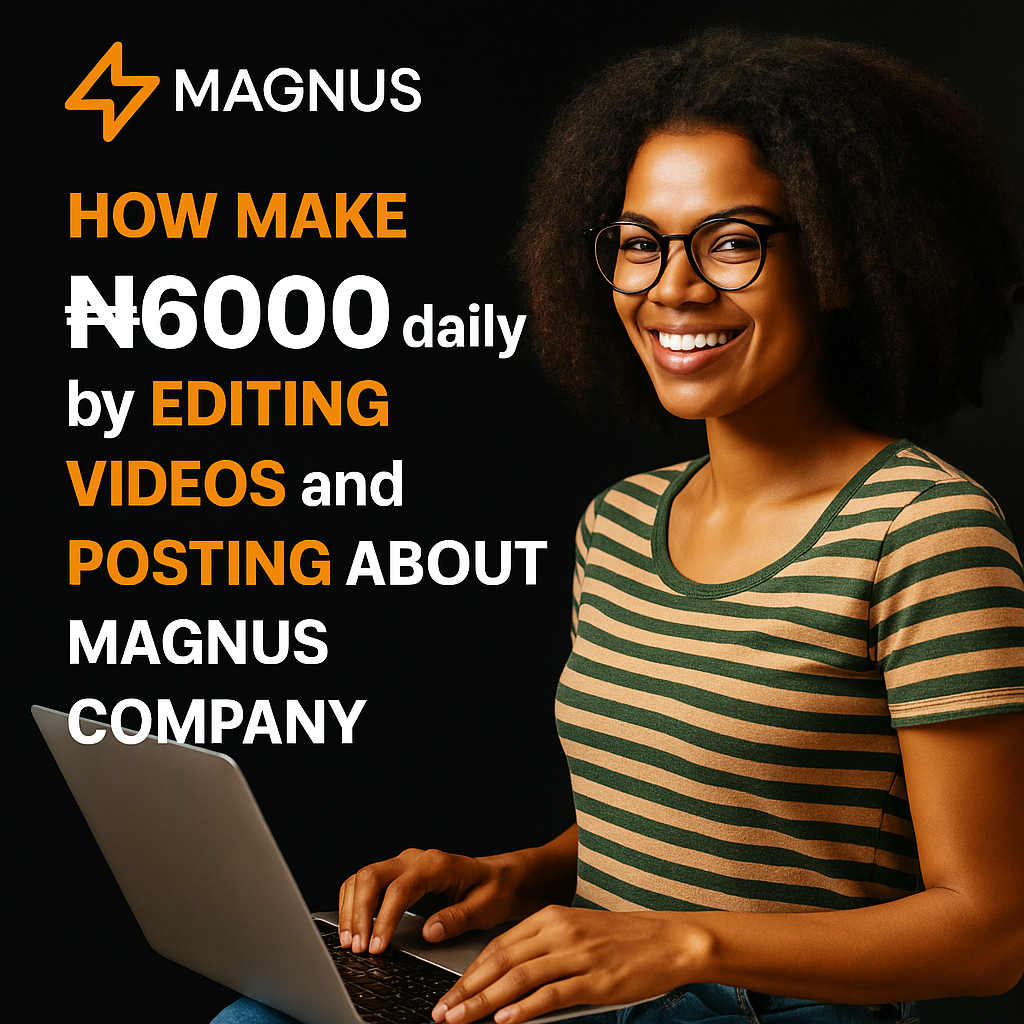 MAGNUS
HOW MAKE
₦6000 daily
by EDITING
VIDEOS and
POSTING ABOUT
MAGNUS
COMPANY